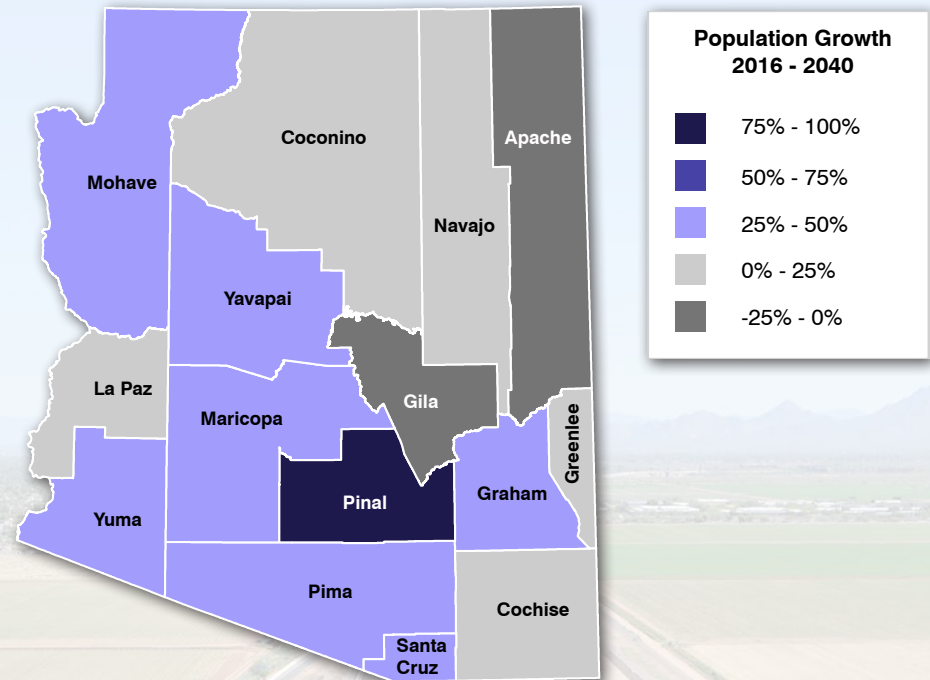 Population Growth
2016 - 2040
75% - 100%
50% - 75%
25% - 50%
0% - 25%
-25% - 0%
Coconino
Apache
Mohave
Navajo
Yavapai
La Paz
Gila
Maricopa
Greenlee
Graham
Pinal
Yuma
Pima
Cochise
Santa
Cruz